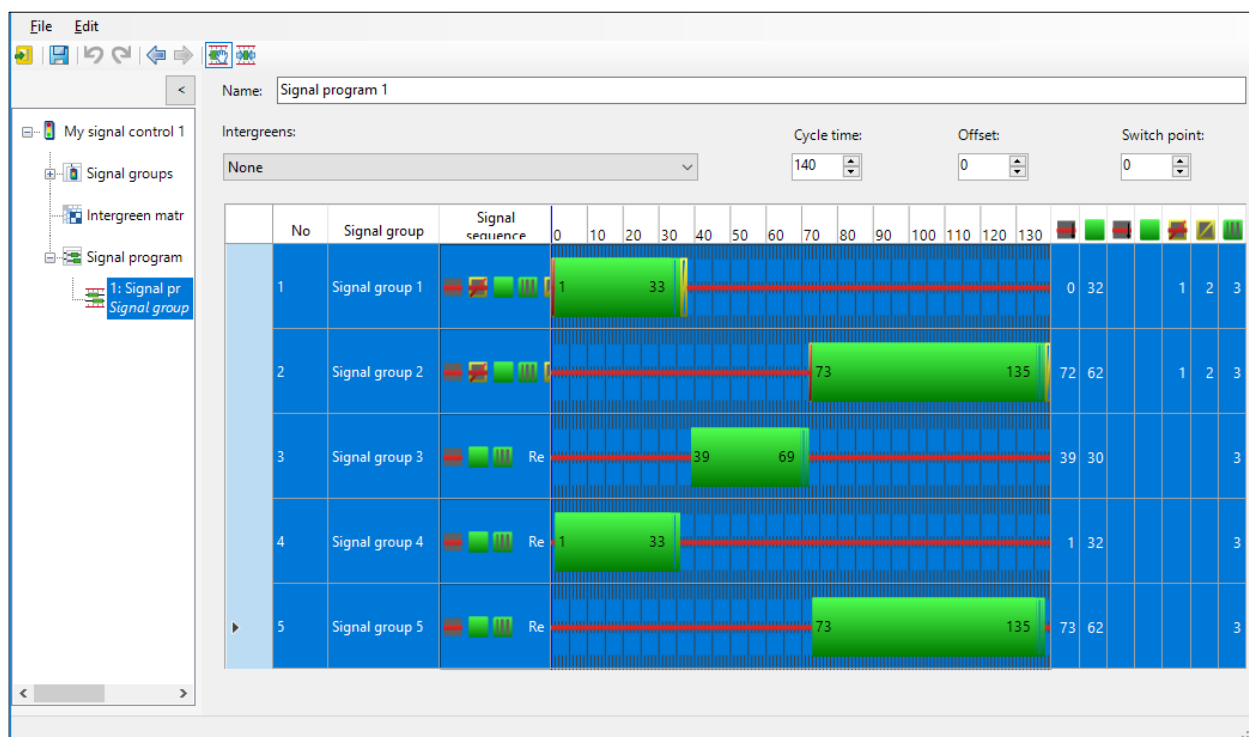 File Edit
<
Name: Signal program 1
My signal control 1
Signal groups
Intergreen matr
Signal program
1: Signal pr
Signal group
Intergreens: Cycle time: Offset: Switch point:
None 140 0 0
No Signal group Signal sequence 0 10 20 30 40 50 60 70 80 90 100 110 120 130
1 Signal group 1 1 33 0 32 1 2 3
2 Signal group 2 73 135 72 62 1 2 3
3 Signal group 3 Re 39 69 39 30 3
4 Signal group 4 Re 1 33 1 32 3
5 Signal group 5 Re 73 135 73 62 3
< >